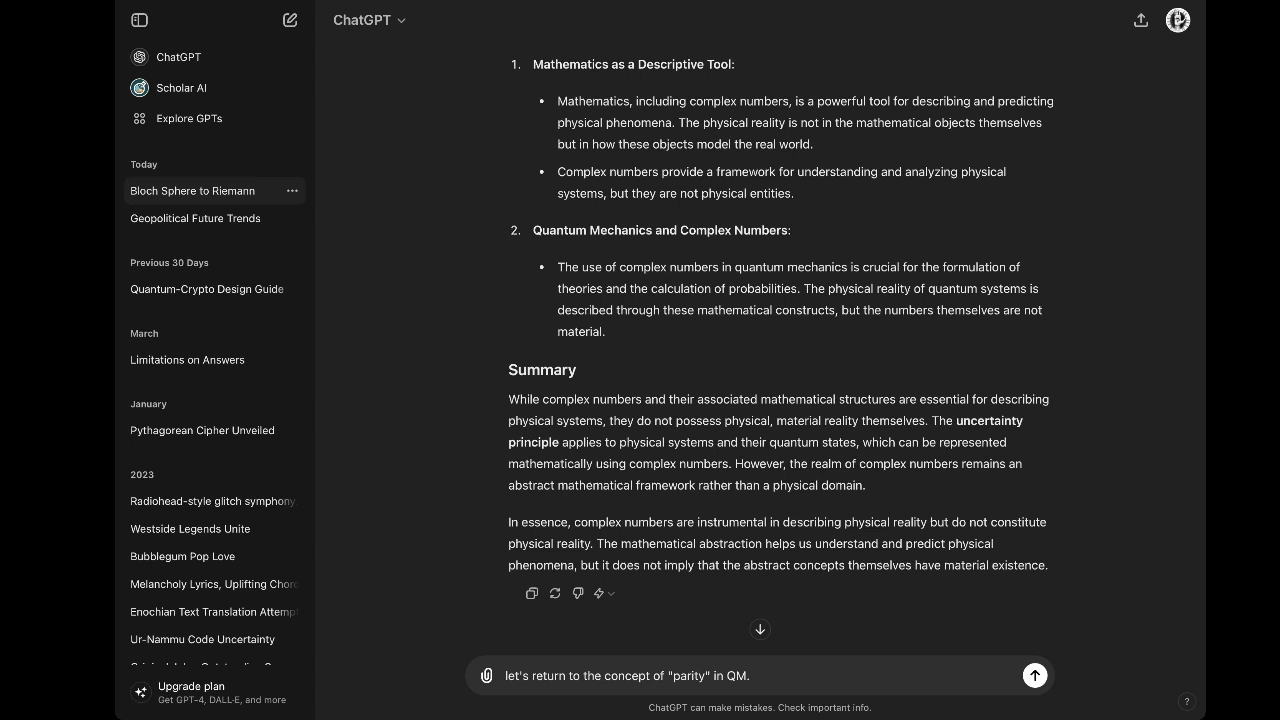 ChatGPT
ChatGPT
Scholar AI
Explore GPTs
Today
Bloch Sphere to Riemann
Geopolitical Future Trends
Previous 30 Days
Quantum-Crypto Design Guide
March
Limitations on Answers
January
Pythagorean Cipher Unveiled
2023
Radiohead-style glitch symphony
Westside Legends Unite
Bubblegum Pop Love
Melancholy Lyrics, Uplifting Chor
Enochian Text Translation Attemp
Ur-Nammu Code Uncertainty
Upgrade plan
Get GPT-4, DALL·E, and more
1. Mathematics as a Descriptive Tool:
• Mathematics, including complex numbers, is a powerful tool for describing and predicting
physical phenomena. The physical reality is not in the mathematical objects themselves
but in how these objects model the real world.
• Complex numbers provide a framework for understanding and analyzing physical
systems, but they are not physical entities.
2. Quantum Mechanics and Complex Numbers:
• The use of complex numbers in quantum mechanics is crucial for the formulation of
theories and the calculation of probabilities. The physical reality of quantum systems is
described through these mathematical constructs, but the numbers themselves are not
material.
Summary
While complex numbers and their associated mathematical structures are essential for describing
physical systems, they do not possess physical, material reality themselves. The uncertainty
principle applies to physical systems and their quantum states, which can be represented
mathematically using complex numbers. However, the realm of complex numbers remains an
abstract mathematical framework rather than a physical domain.
In essence, complex numbers are instrumental in describing physical reality but do not constitute
physical reality. The mathematical abstraction helps us understand and predict physical
phenomena, but it does not imply that the abstract concepts themselves have material existence.
let's return to the concept of "parity" in QM.
ChatGPT can make mistakes. Check important info.
?